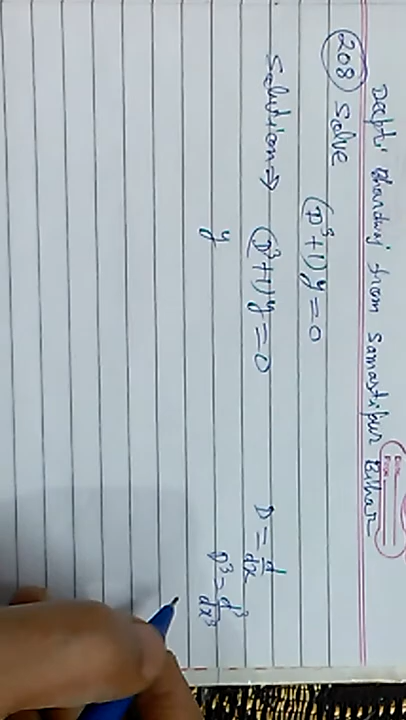 Deepti Bhardwaj from Samastipur Bihar
208 Solve
(D³+1)y=0
Solution⇒ (D³+1)y=0 D=d/dx
y D³=d³/dx³